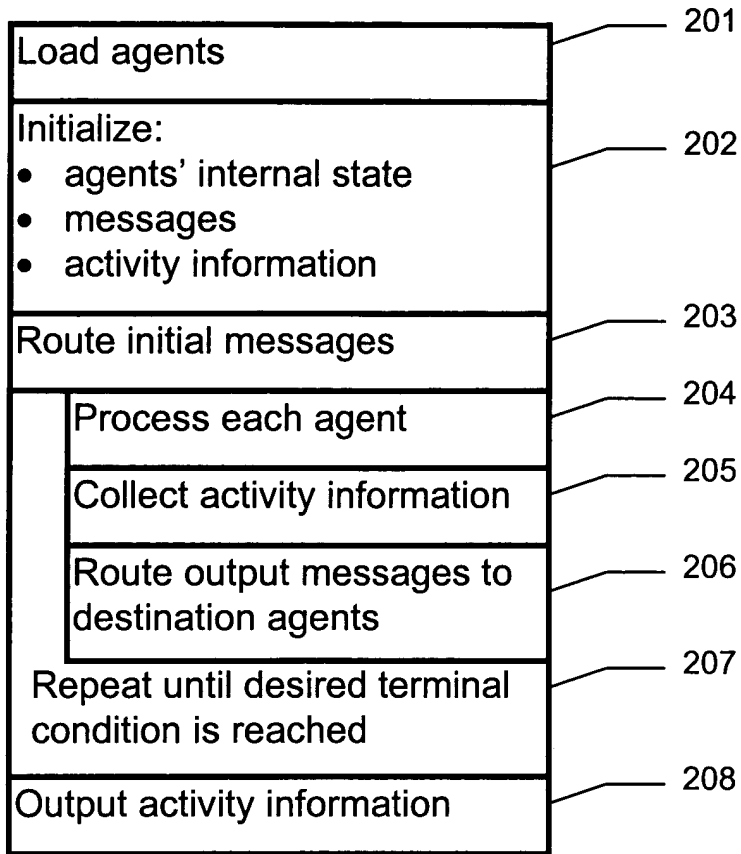 201
Load agents
Initialize:
202
• agents' internal state
• messages
• activity information
203
Route initial messages
204
Process each agent
205
Collect activity information
206
Route output messages to
destination agents
207
Repeat until desired terminal
condition is reached
208
Output activity information